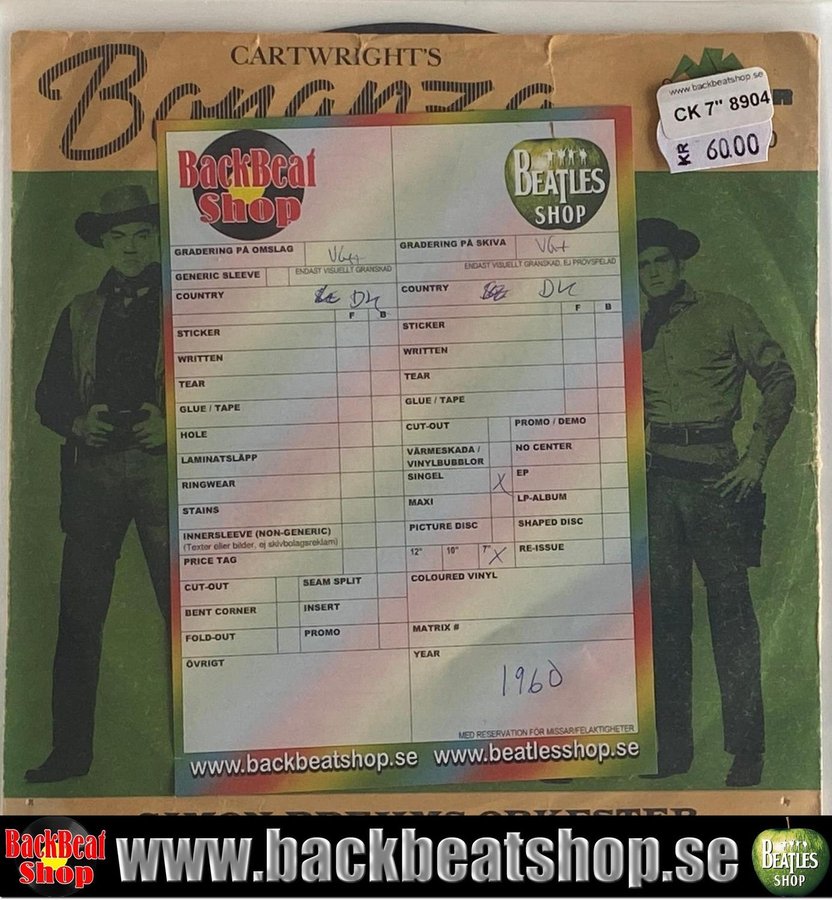 CARTWRIGHT'S
Bonanza
www.backbeatshop.se
CK 7" 8904
KR 60.00
BackBeat
Shop
BEATLES
SHOP
GRADERING PÅ OMSLAG VG++
GRADERING PÅ SKIVA VG+
ENDAST VISUELLT GRANSKAD
ENDAST VISUELLT GRANSKAD, EJ PROVSPELAD
GENERIC SLEEVE
COUNTRY DK
COUNTRY DK
F B
F B
STICKER
STICKER
WRITTEN
WRITTEN
TEAR
TEAR
GLUE / TAPE
GLUE / TAPE
HOLE
CUT-OUT
PROMO / DEMO
LAMINATSLÄPP
VÄRMESKADA /
VINYLBUBBLOR
NO CENTER
RINGWEAR
SINGEL X
EP
STAINS
MAXI
LP-ALBUM
INNERSLEEVE (NON-GENERIC)
(Texter eller bilder, ej skivbolagsreklam)
PICTURE DISC
SHAPED DISC
PRICE TAG
12" 10" 7" X
RE-ISSUE
CUT-OUT
SEAM SPLIT
COLOURED VINYL
BENT CORNER
INSERT
FOLD-OUT
PROMO
MATRIX #
ÖVRIGT
YEAR
1960
MED RESERVATION FÖR MISSAR/FELAKTIGHETER
www.backbeatshop.se www.beatlesshop.se
SIMON BREHMS ORKESTER
BackBeat
Shop
www.backbeatshop.se
BEATLES
SHOP